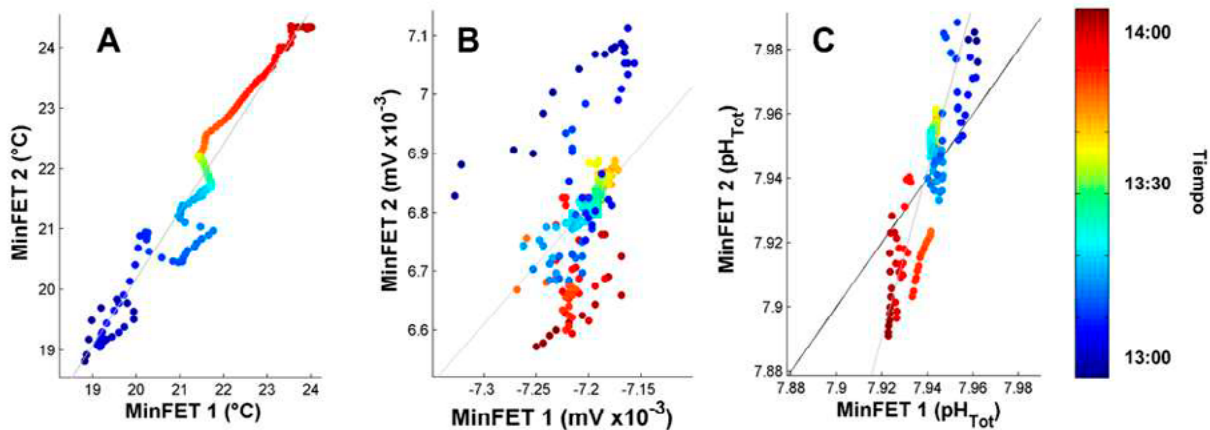 A
MinFET 2 (°C)
24
23
22
21
20
19
19 20 21 22 23 24
MinFET 1 (°C)
B
MinFET 2 (mV x10⁻³)
7.1
7
6.9
6.8
6.7
6.6
-7.3 -7.25 -7.2 -7.15
MinFET 1 (mV x10⁻³)
C
MinFET 2 (pH_Tot)
7.98
7.96
7.94
7.92
7.9
7.88
7.88 7.9 7.92 7.94 7.96 7.98
MinFET 1 (pH_Tot)
14:00
13:30
13:00
Tiempo